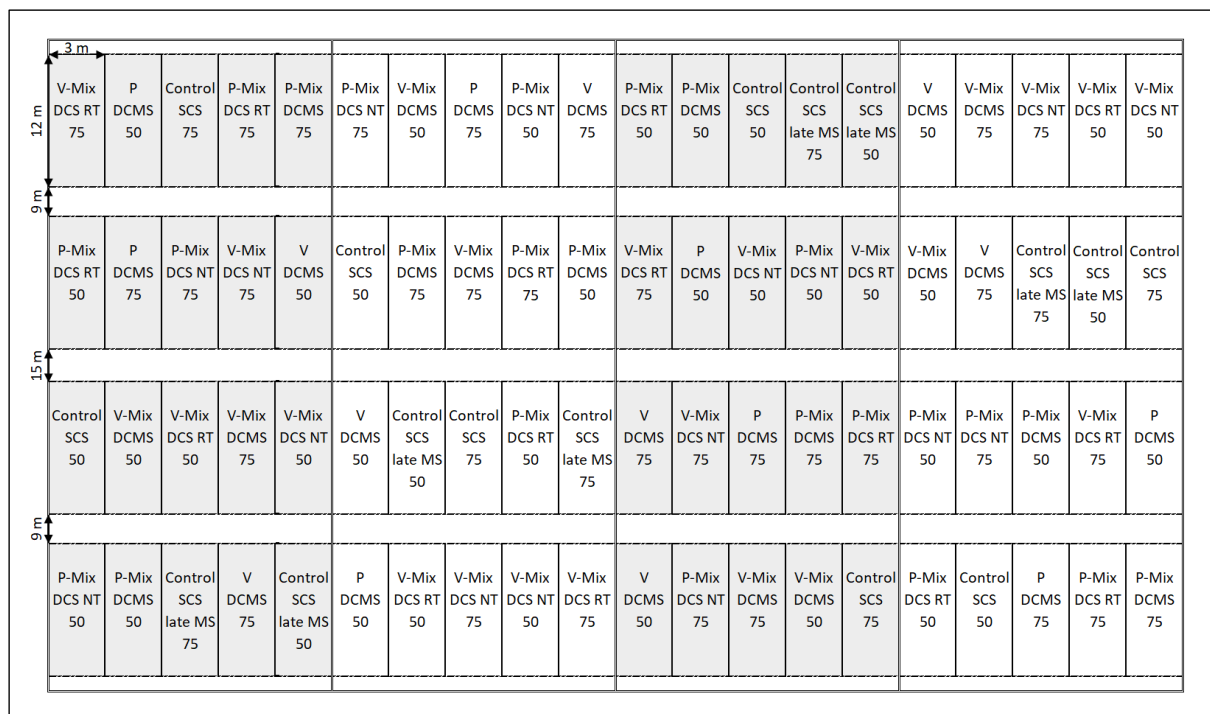 3 m
V-Mix P Control P-Mix P-Mix P-Mix V-Mix P P-Mix V P-Mix P-Mix Control Control Control V V-Mix V-Mix V-Mix V-Mix
DCS RT DCMS SCS DCS RT DCMS DCS NT DCMS DCMS DCS NT DCMS DCS RT DCMS SCS SCS SCS DCMS DCMS DCS NT DCS RT DCS NT
75 50 75 75 75 75 50 75 50 75 50 50 50 late MS late MS 50 75 75 50 50
75 50
12 m
9 m
P-Mix P P-Mix V-Mix V Control P-Mix V-Mix P-Mix P-Mix V-Mix P V-Mix P-Mix V-Mix V-Mix V Control Control Control
DCS RT DCMS DCS NT DCS NT DCMS SCS DCMS DCMS DCS RT DCMS DCS RT DCMS DCS NT DCS NT DCS RT DCMS DCMS SCS SCS SCS
50 75 75 75 50 50 75 75 75 50 75 50 50 50 50 50 75 late MS late MS 75
75 50
15 m
Control V-Mix V-Mix V-Mix V-Mix V Control Control P-Mix Control V V-Mix P P-Mix P-Mix P-Mix P-Mix P-Mix V-Mix P
SCS DCMS DCS RT DCMS DCS NT DCMS SCS SCS DCS RT SCS DCMS DCS NT DCMS DCMS DCS RT DCS NT DCS NT DCMS DCS RT DCMS
50 50 50 75 50 50 late MS 75 50 late MS 75 75 75 75 75 50 75 50 75 50
50 75
9 m
P-Mix P-Mix Control V Control P V-Mix V-Mix V-Mix V-Mix V P-Mix V-Mix V-Mix Control P-Mix Control P P-Mix P-Mix
DCS NT DCMS SCS DCMS SCS DCMS DCS RT DCS NT DCS NT DCS RT DCMS DCS NT DCS NT DCMS SCS DCS RT SCS DCMS DCS RT DCMS
50 50 late MS 75 late MS 50 50 75 50 75 50 75 75 50 75 50 50 75 75 75
75 50